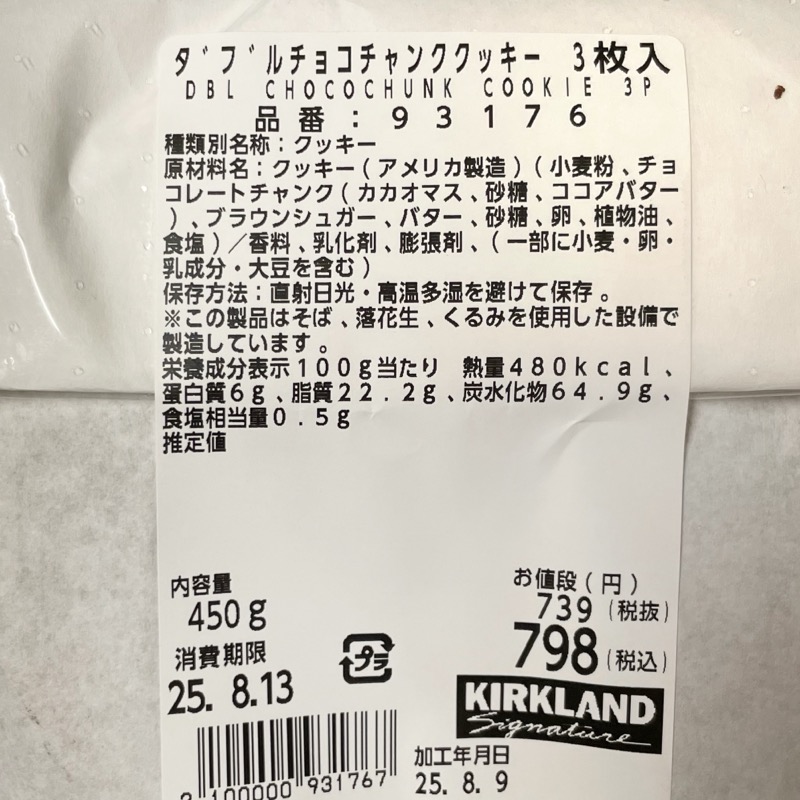 ダブルチョコチャンククッキー 3枚入
DBL CHOCOCHUNK COOKIE 3P
品番：93176
種類別名称：クッキー
原材料名：クッキー(アメリカ製造)(小麦粉、チョ
コレートチャンク(カカオマス、砂糖、ココアバター
)、ブラウンシュガー、バター、砂糖、卵、植物油、
食塩)／香料、乳化剤、膨張剤、(一部に小麦・卵・
乳成分・大豆を含む)
保存方法：直射日光・高温多湿を避けて保存。
※この製品はそば、落花生、くるみを使用した設備で
製造しています。
栄養成分表示100g当たり 熱量480kcal、
蛋白質6g、脂質22.2g、炭水化物64.9g、
食塩相当量0.5g
推定値
内容量
450g
お値段(円)
739(税抜)
798(税込)
消費期限
25. 8.13
プラ
KIRKLAND
Signature
加工年月日
25. 8. 9
2 100000 931767